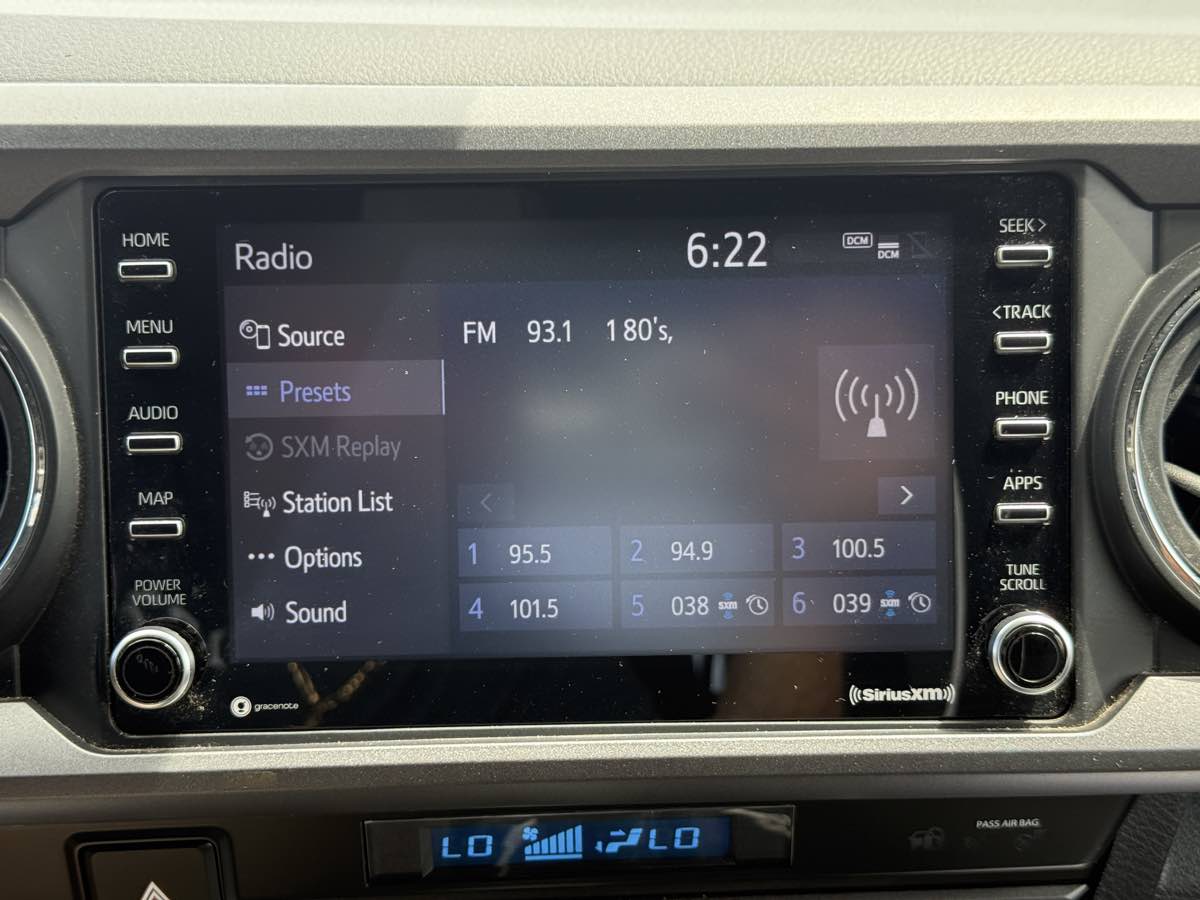 HOME
MENU
AUDIO
MAP
POWER
VOLUME
Radio
6:22
DCM
DCM
Source
Presets
SXM Replay
Station List
Options
Sound
FM 93.1 1 80's,
1 95.5
2 94.9
3 100.5
4 101.5
5 038 sxm
6 039 sxm
SEEK>
<TRACK
PHONE
APPS
TUNE
SCROLL
gracenote
SiriusXM
LO
LO
PASS AIR BAG